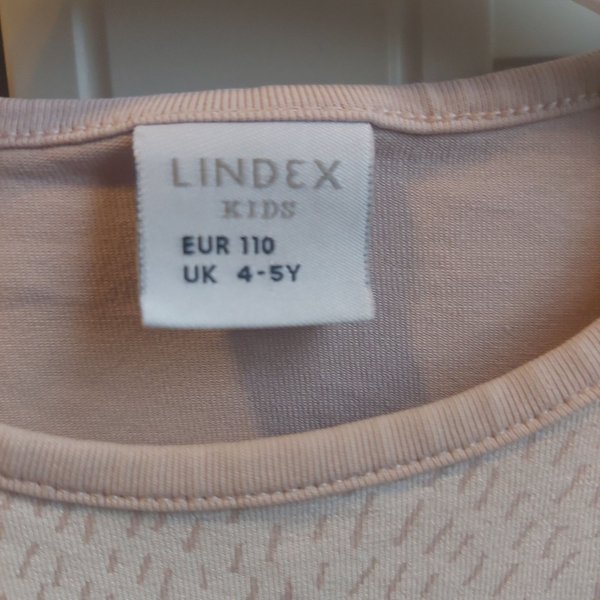 LINDEX
KIDS
EUR 110
UK 4-5Y